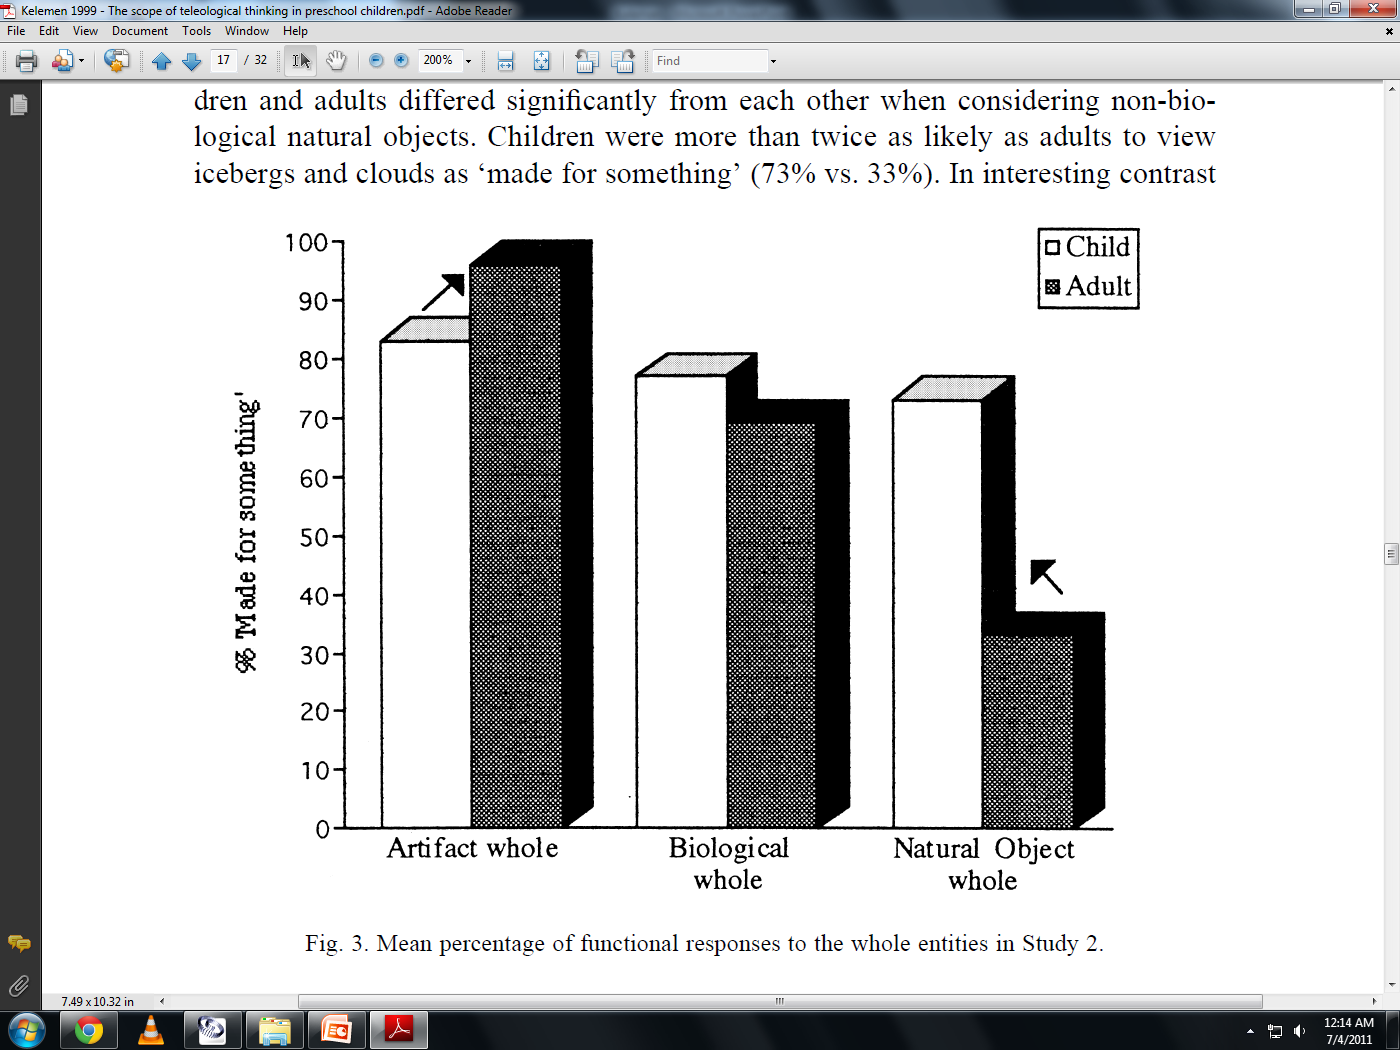 Kelemen 1999 - The scope of teleological thinking in preschool children.pdf - Adobe Reader
File Edit View Document Tools Window Help
17 / 32 200% Find
dren and adults differed significantly from each other when considering non-bio-
logical natural objects. Children were more than twice as likely as adults to view
icebergs and clouds as ‘made for something’ (73% vs. 33%). In interesting contrast
% 'Made for something'
100
90
80
70
60
50
40
30
20
10
0
Child
Adult
Artifact whole
Biological
whole
Natural Object
whole
Fig. 3. Mean percentage of functional responses to the whole entities in Study 2.
7.49 x 10.32 in
12:14 AM
7/4/2011